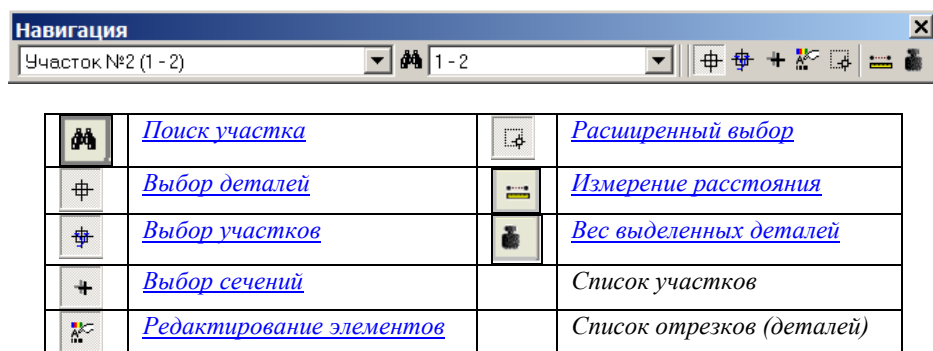 Навигация
Участок №2 (1 - 2) 1 - 2
Поиск участка Расширенный выбор
Выбор деталей Измерение расстояния
Выбор участков Вес выделенных деталей
Выбор сечений Список участков
Редактирование элементов Список отрезков (деталей)